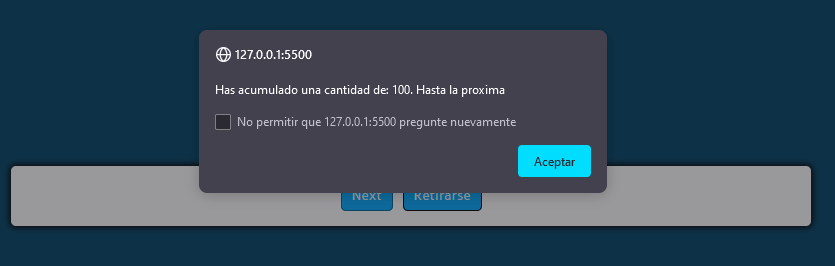 127.0.0.1:5500
Has acumulado una cantidad de: 100. Hasta la proxima
No permitir que 127.0.0.1:5500 pregunte nuevamente
Aceptar
Next Retirarse